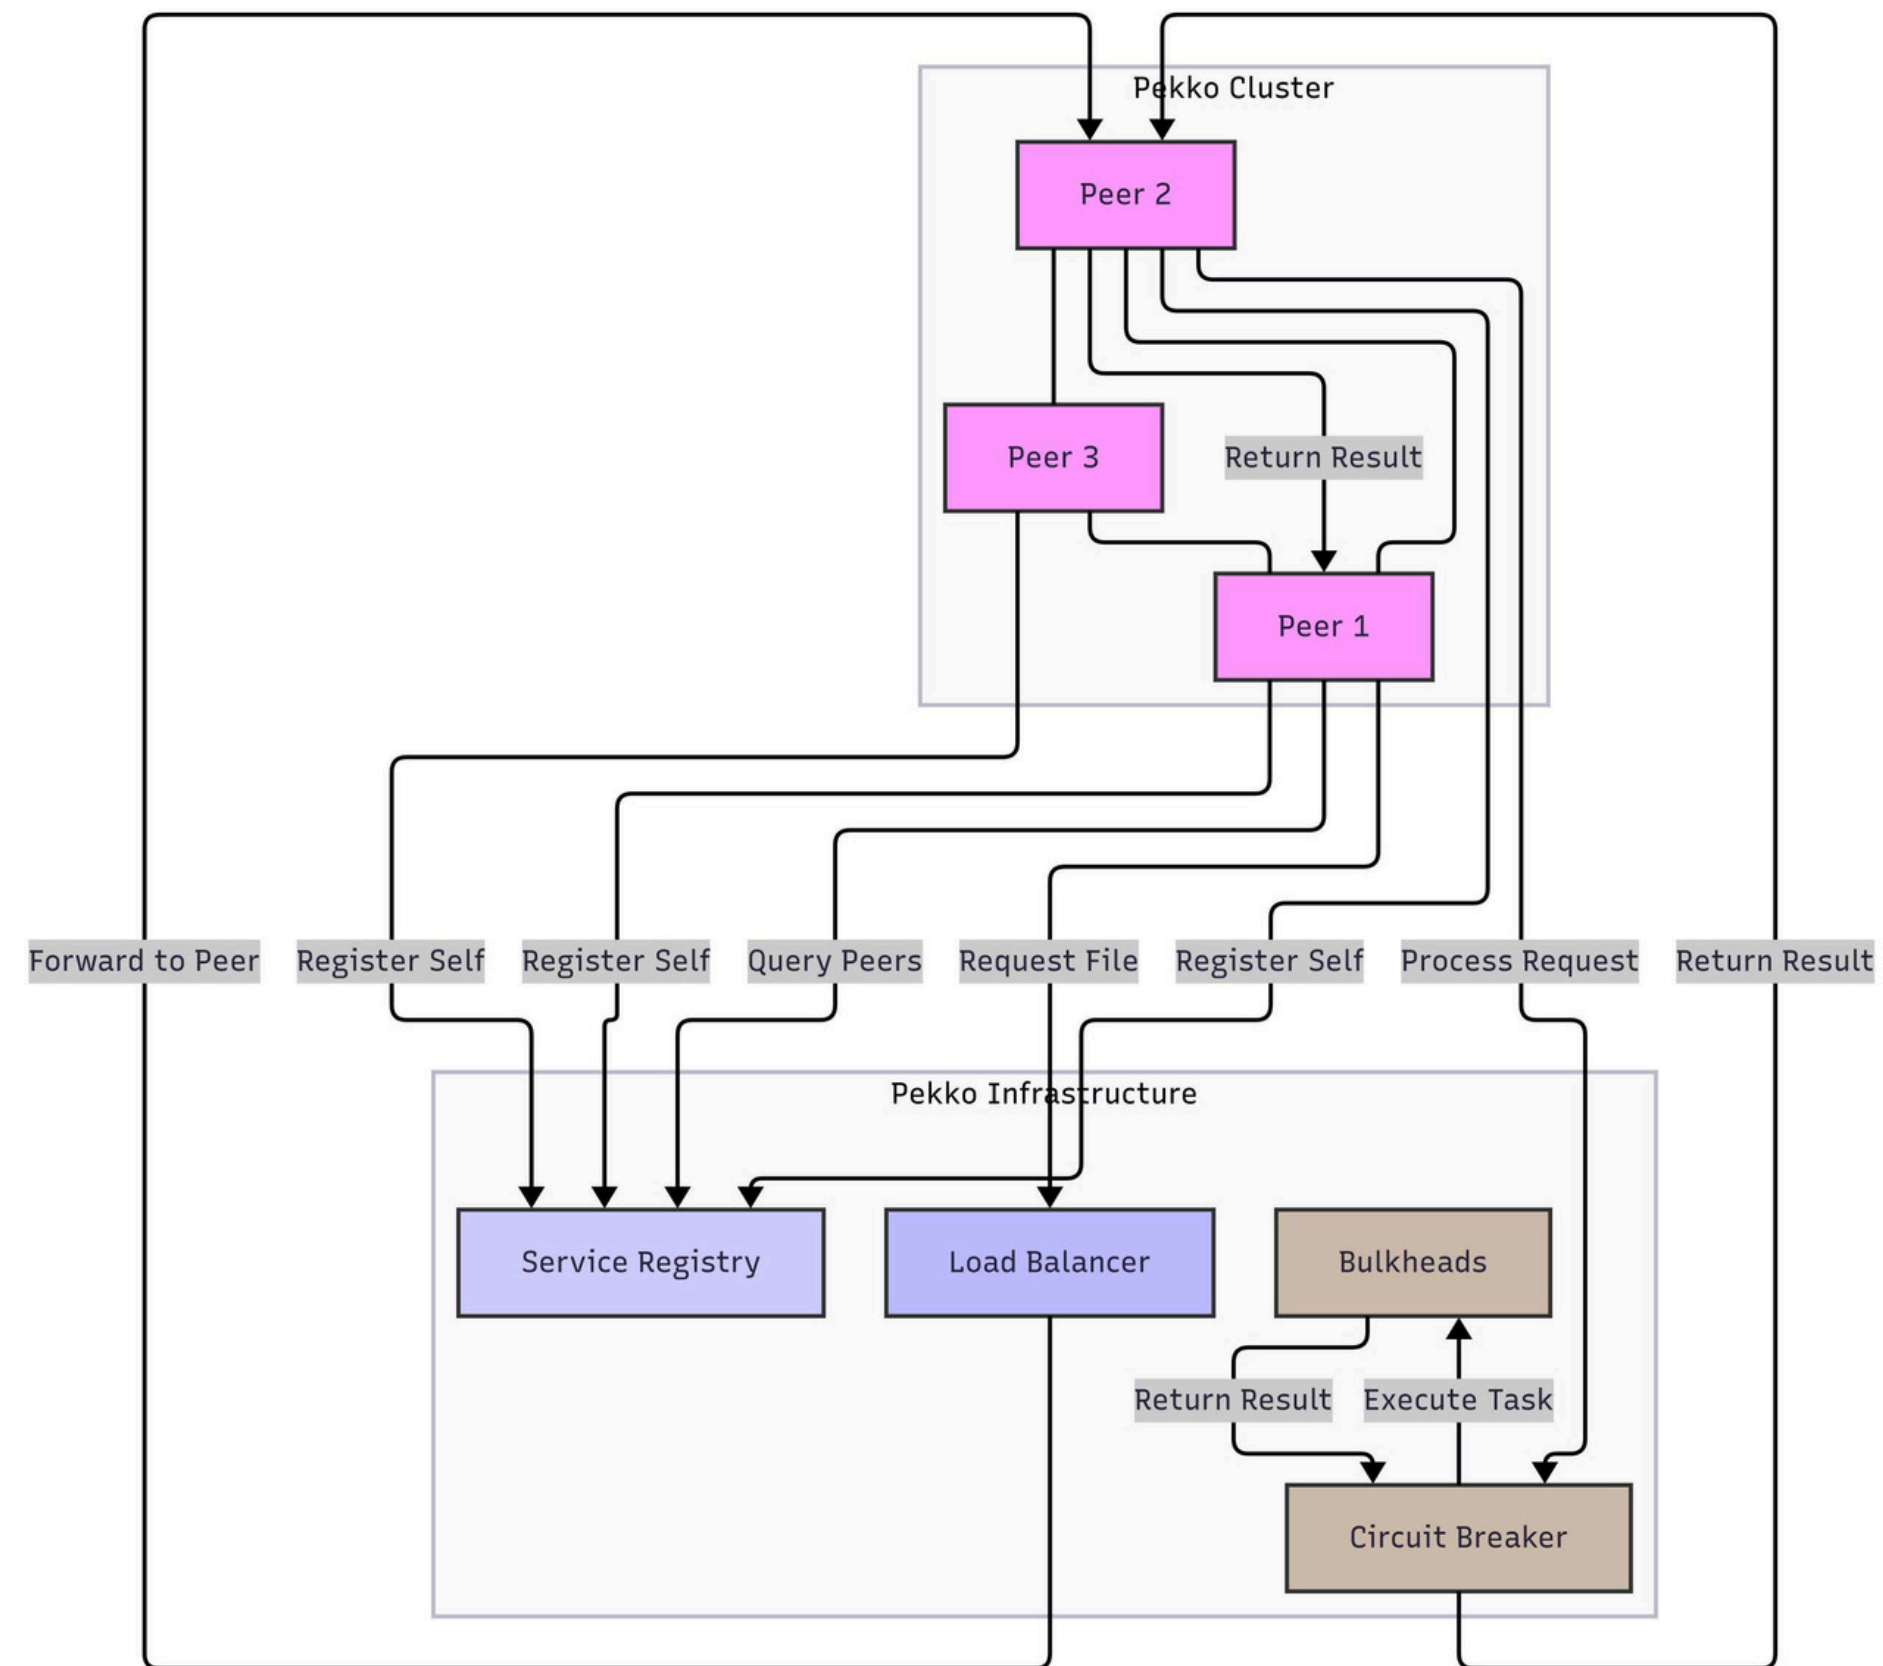 Pekko Cluster
Peer 2
Peer 3
Return Result
Peer 1
Forward to Peer
Register Self
Register Self
Query Peers
Request File
Register Self
Process Request
Return Result
Pekko Infrastructure
Service Registry
Load Balancer
Bulkheads
Return Result
Execute Task
Circuit Breaker